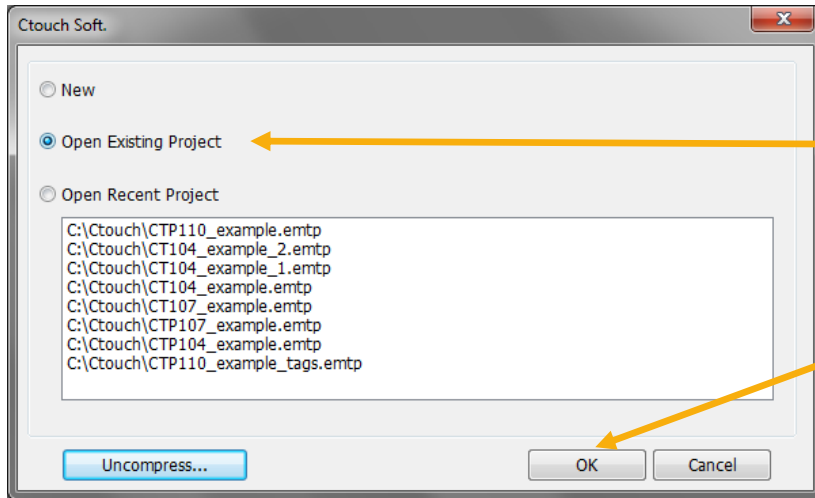 Ctouch Soft.
New
Open Existing Project
Open Recent Project
C:\Ctouch\CTP110_example.emtp
C:\Ctouch\CT104_example_2.emtp
C:\Ctouch\CT104_example_1.emtp
C:\Ctouch\CT104_example.emtp
C:\Ctouch\CT107_example.emtp
C:\Ctouch\CTP107_example.emtp
C:\Ctouch\CTP104_example.emtp
C:\Ctouch\CTP110_example_tags.emtp
Uncompress... OK Cancel